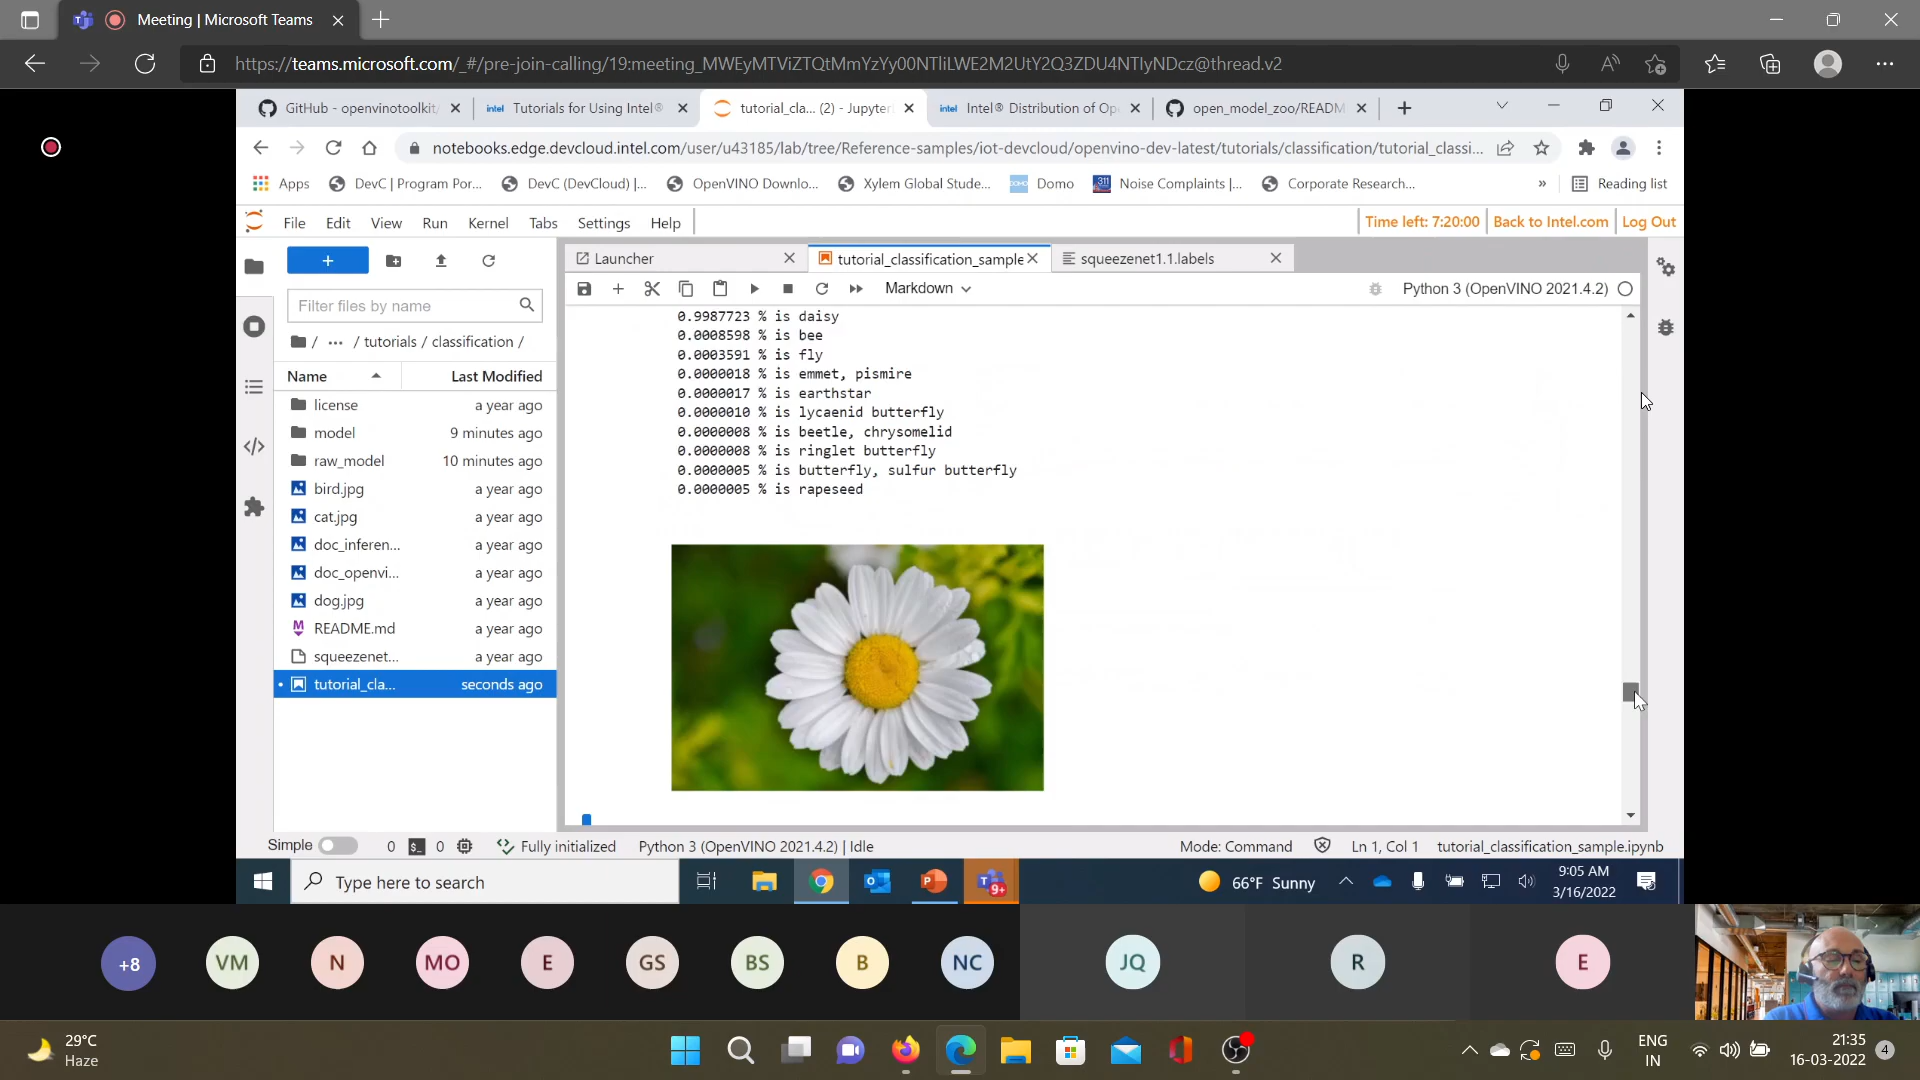 Meeting | Microsoft Teams
https://teams.microsoft.com/_#/pre-join-calling/19:meeting_MWEyMTViZTQtMmYzYy00NTliLWE2M2UtY2Q3ZDU4NTIyNDcz@thread.v2
GitHub - openvinotoolkit/
Tutorials for Using Intel®
tutorial_cla... (2) - Jupyter
Intel® Distribution of Op
open_model_zoo/READM
notebooks.edge.devcloud.intel.com/user/u43185/lab/tree/Reference-samples/iot-devcloud/openvino-dev-latest/tutorials/classification/tutorial_classi...
Apps
DevC | Program Por...
DevC (DevCloud) |...
OpenVINO Downlo...
Xylem Global Stude...
Domo
Noise Complaints |...
Corporate Research...
»
Reading list
File Edit View Run Kernel Tabs Settings Help
Time left: 7:20:00
Back to Intel.com
Log Out
Launcher
tutorial_classification_sample
squeezenet1.1.labels
Markdown
Python 3 (OpenVINO 2021.4.2)
Filter files by name
/ ... / tutorials / classification /
Name Last Modified
license a year ago
model 9 minutes ago
raw_model 10 minutes ago
bird.jpg a year ago
cat.jpg a year ago
doc_inferen... a year ago
doc_openvi... a year ago
dog.jpg a year ago
README.md a year ago
squeezenet... a year ago
tutorial_cla... seconds ago
0.9987723 % is daisy
0.0008598 % is bee
0.0003591 % is fly
0.0000018 % is emmet, pismire
0.0000017 % is earthstar
0.0000010 % is lycaenid butterfly
0.0000008 % is beetle, chrysomelid
0.0000008 % is ringlet butterfly
0.0000005 % is butterfly, sulfur butterfly
0.0000005 % is rapeseed
Simple
0
0
Fully initialized
Python 3 (OpenVINO 2021.4.2) | Idle
Mode: Command
Ln 1, Col 1
tutorial_classification_sample.ipynb
Type here to search
9+
66°F Sunny
9:05 AM
3/16/2022
+8
VM
N
MO
E
GS
BS
B
NC
JQ
R
E
29°C
Haze
ENG
IN
21:35
16-03-2022
4